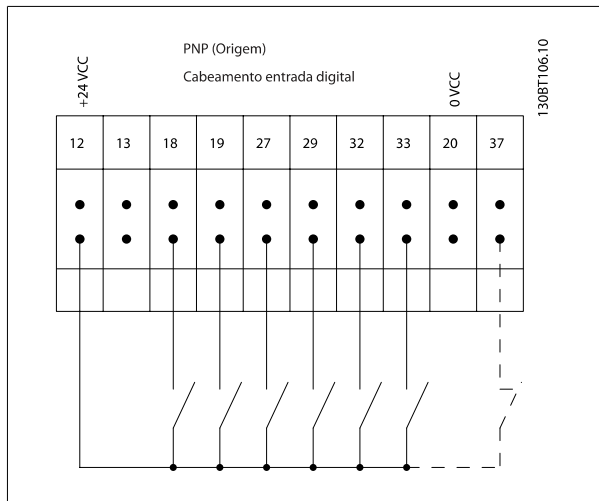 PNP (Origem)
Cabeamento entrada digital
+24 VCC
0 VCC
130BT106.10
12 13 18 19 27 29 32 33 20 37